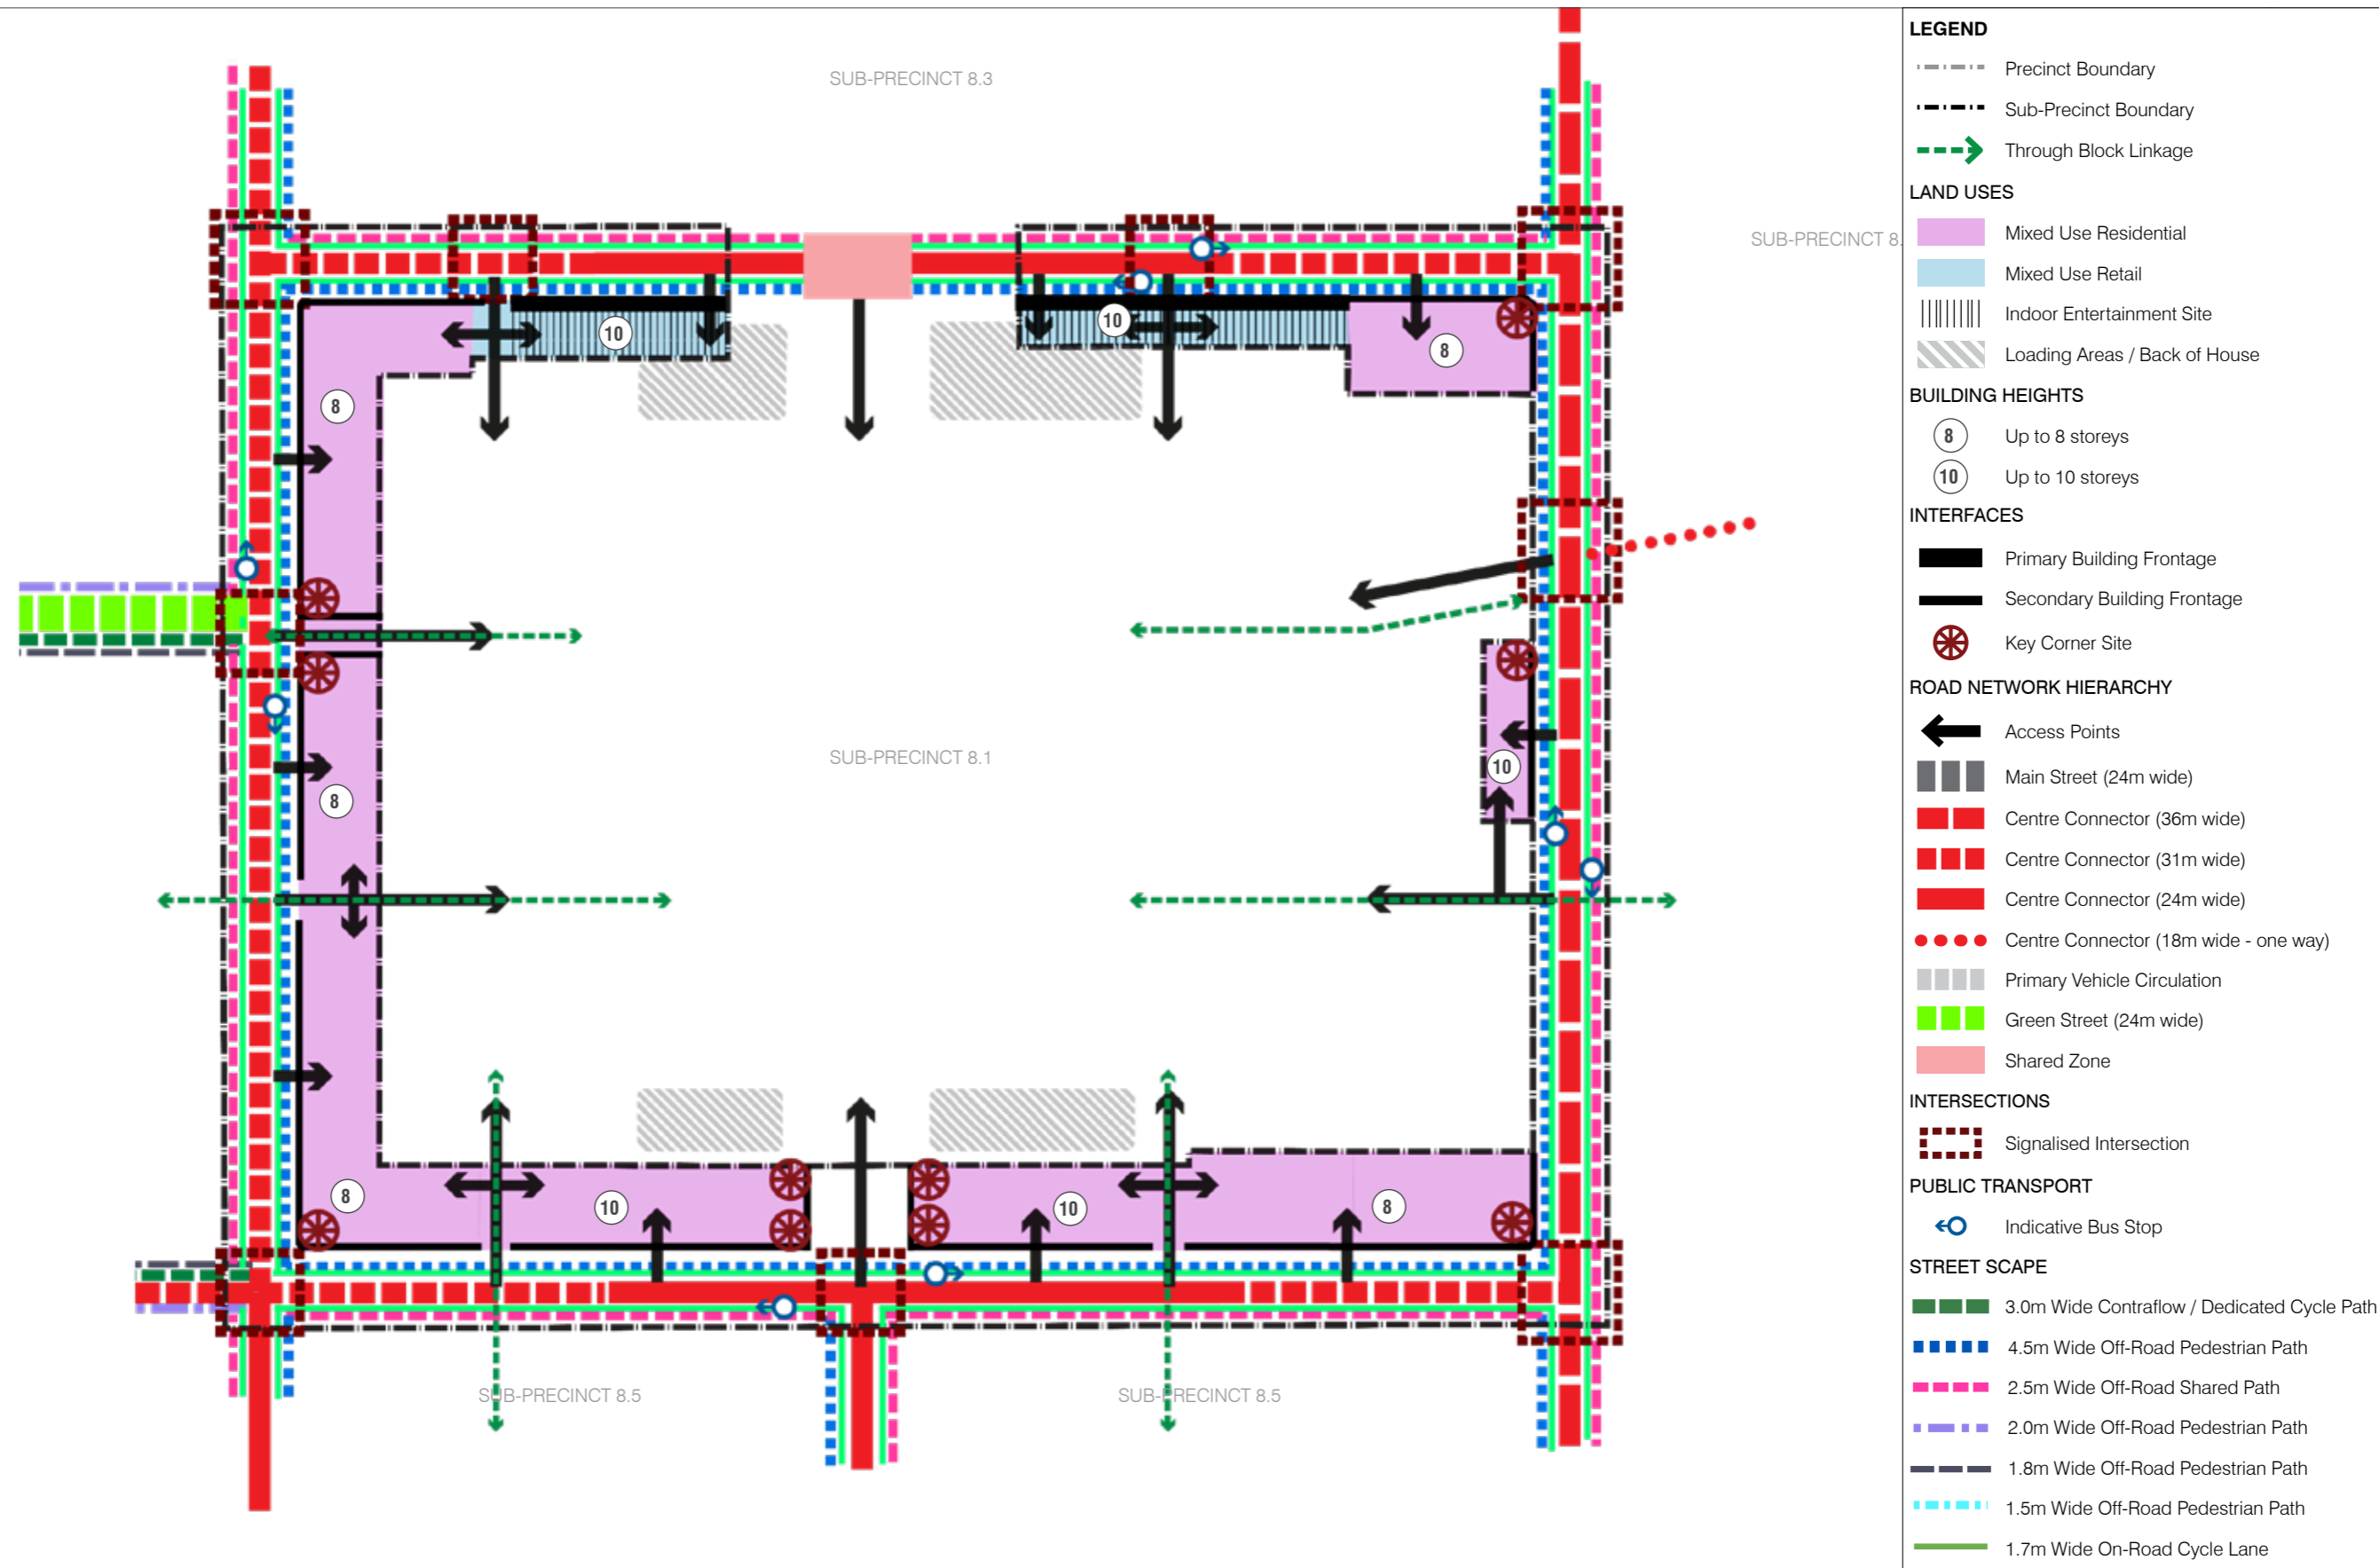 SUB-PRECINCT 8.3
SUB-PRECINCT 8.
10
10
8
8
SUB-PRECINCT 8.1
10
8
8
10
10
8
SUB-PRECINCT 8.5
SUB-PRECINCT 8.5
LEGEND
Precinct Boundary
Sub-Precinct Boundary
Through Block Linkage
LAND USES
Mixed Use Residential
Mixed Use Retail
Indoor Entertainment Site
Loading Areas / Back of House
BUILDING HEIGHTS
8 Up to 8 storeys
10 Up to 10 storeys
INTERFACES
Primary Building Frontage
Secondary Building Frontage
Key Corner Site
ROAD NETWORK HIERARCHY
Access Points
Main Street (24m wide)
Centre Connector (36m wide)
Centre Connector (31m wide)
Centre Connector (24m wide)
Centre Connector (18m wide - one way)
Primary Vehicle Circulation
Green Street (24m wide)
Shared Zone
INTERSECTIONS
Signalised Intersection
PUBLIC TRANSPORT
Indicative Bus Stop
STREET SCAPE
3.0m Wide Contraflow / Dedicated Cycle Path
4.5m Wide Off-Road Pedestrian Path
2.5m Wide Off-Road Shared Path
2.0m Wide Off-Road Pedestrian Path
1.8m Wide Off-Road Pedestrian Path
1.5m Wide Off-Road Pedestrian Path
1.7m Wide On-Road Cycle Lane